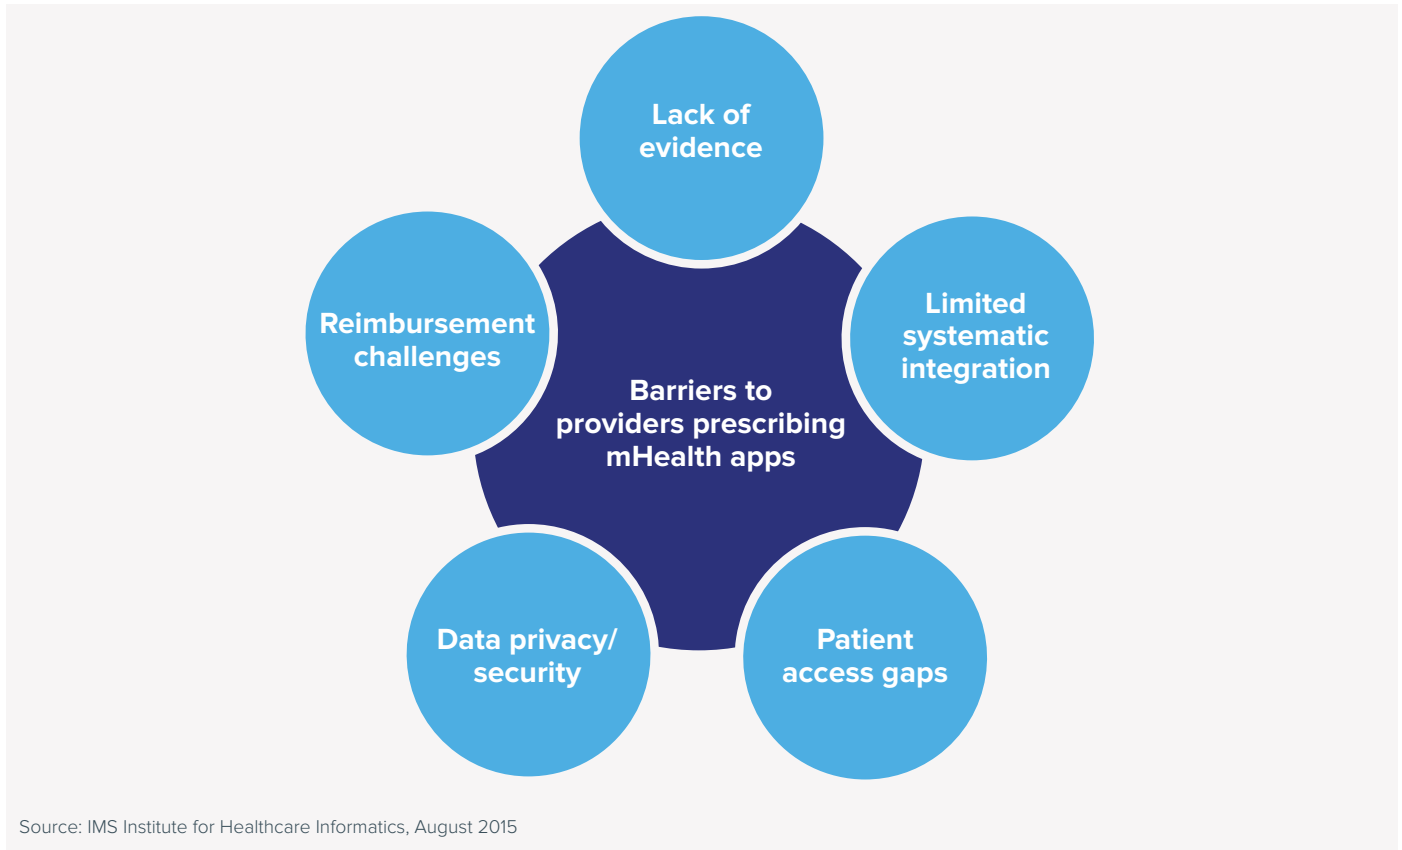 Lack of
evidence
Limited
systematic
integration
Reimbursement
challenges
Barriers to
providers prescribing
mHealth apps
Data privacy/
security
Patient
access gaps
Source: IMS Institute for Healthcare Informatics, August 2015